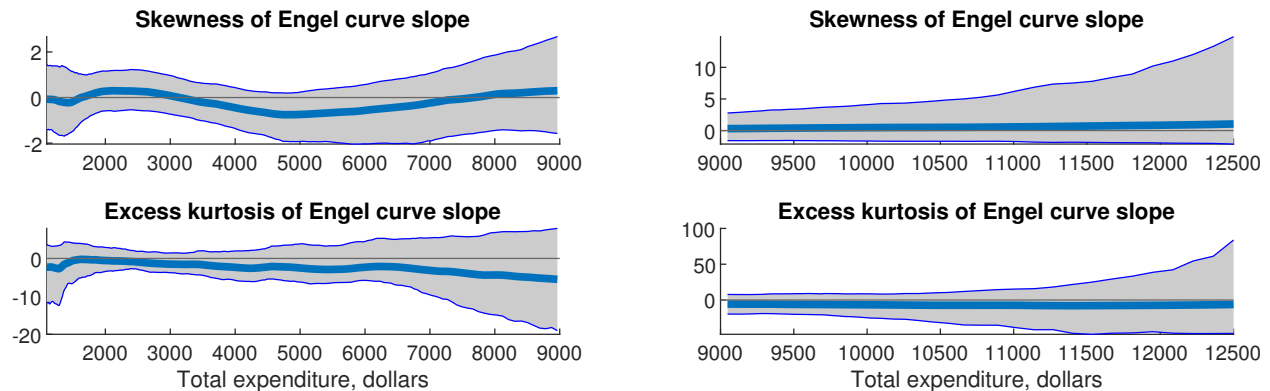 Skewness of Engel curve slope
2
0
-2
2000 3000 4000 5000 6000 7000 8000 9000
Skewness of Engel curve slope
10
5
0
9000 9500 10000 10500 11000 11500 12000 12500
Excess kurtosis of Engel curve slope
0
-10
-20
2000 3000 4000 5000 6000 7000 8000 9000
Total expenditure, dollars
Excess kurtosis of Engel curve slope
100
50
0
9000 9500 10000 10500 11000 11500 12000 12500
Total expenditure, dollars